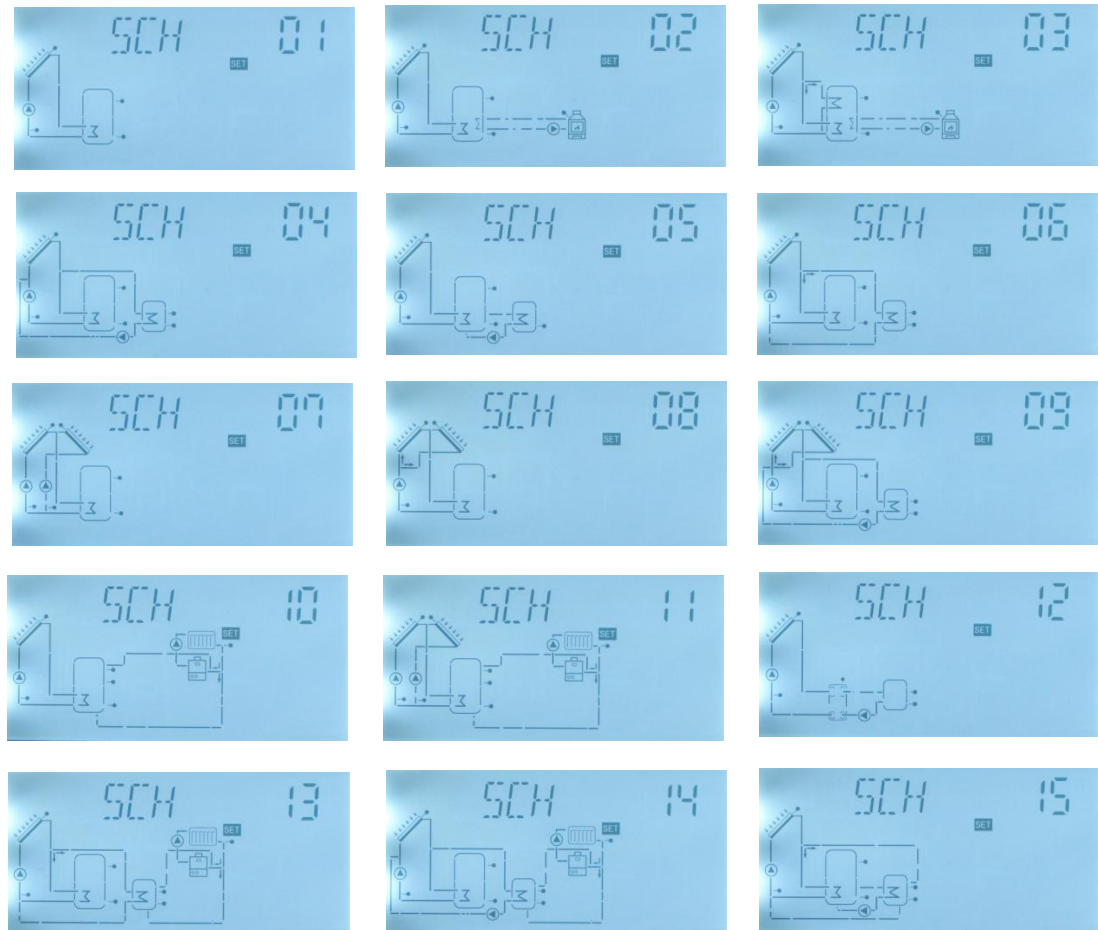 SCH 01
SET
SCH 02
SET
SCH 03
SET
SCH 04
SET
SCH 05
SET
SCH 06
SET
SCH 07
SET
SCH 08
SET
SCH 09
SET
SCH 10
SET
SCH 11
SET
SCH 12
SET
SCH 13
SET
SCH 14
SET
SCH 15
SET